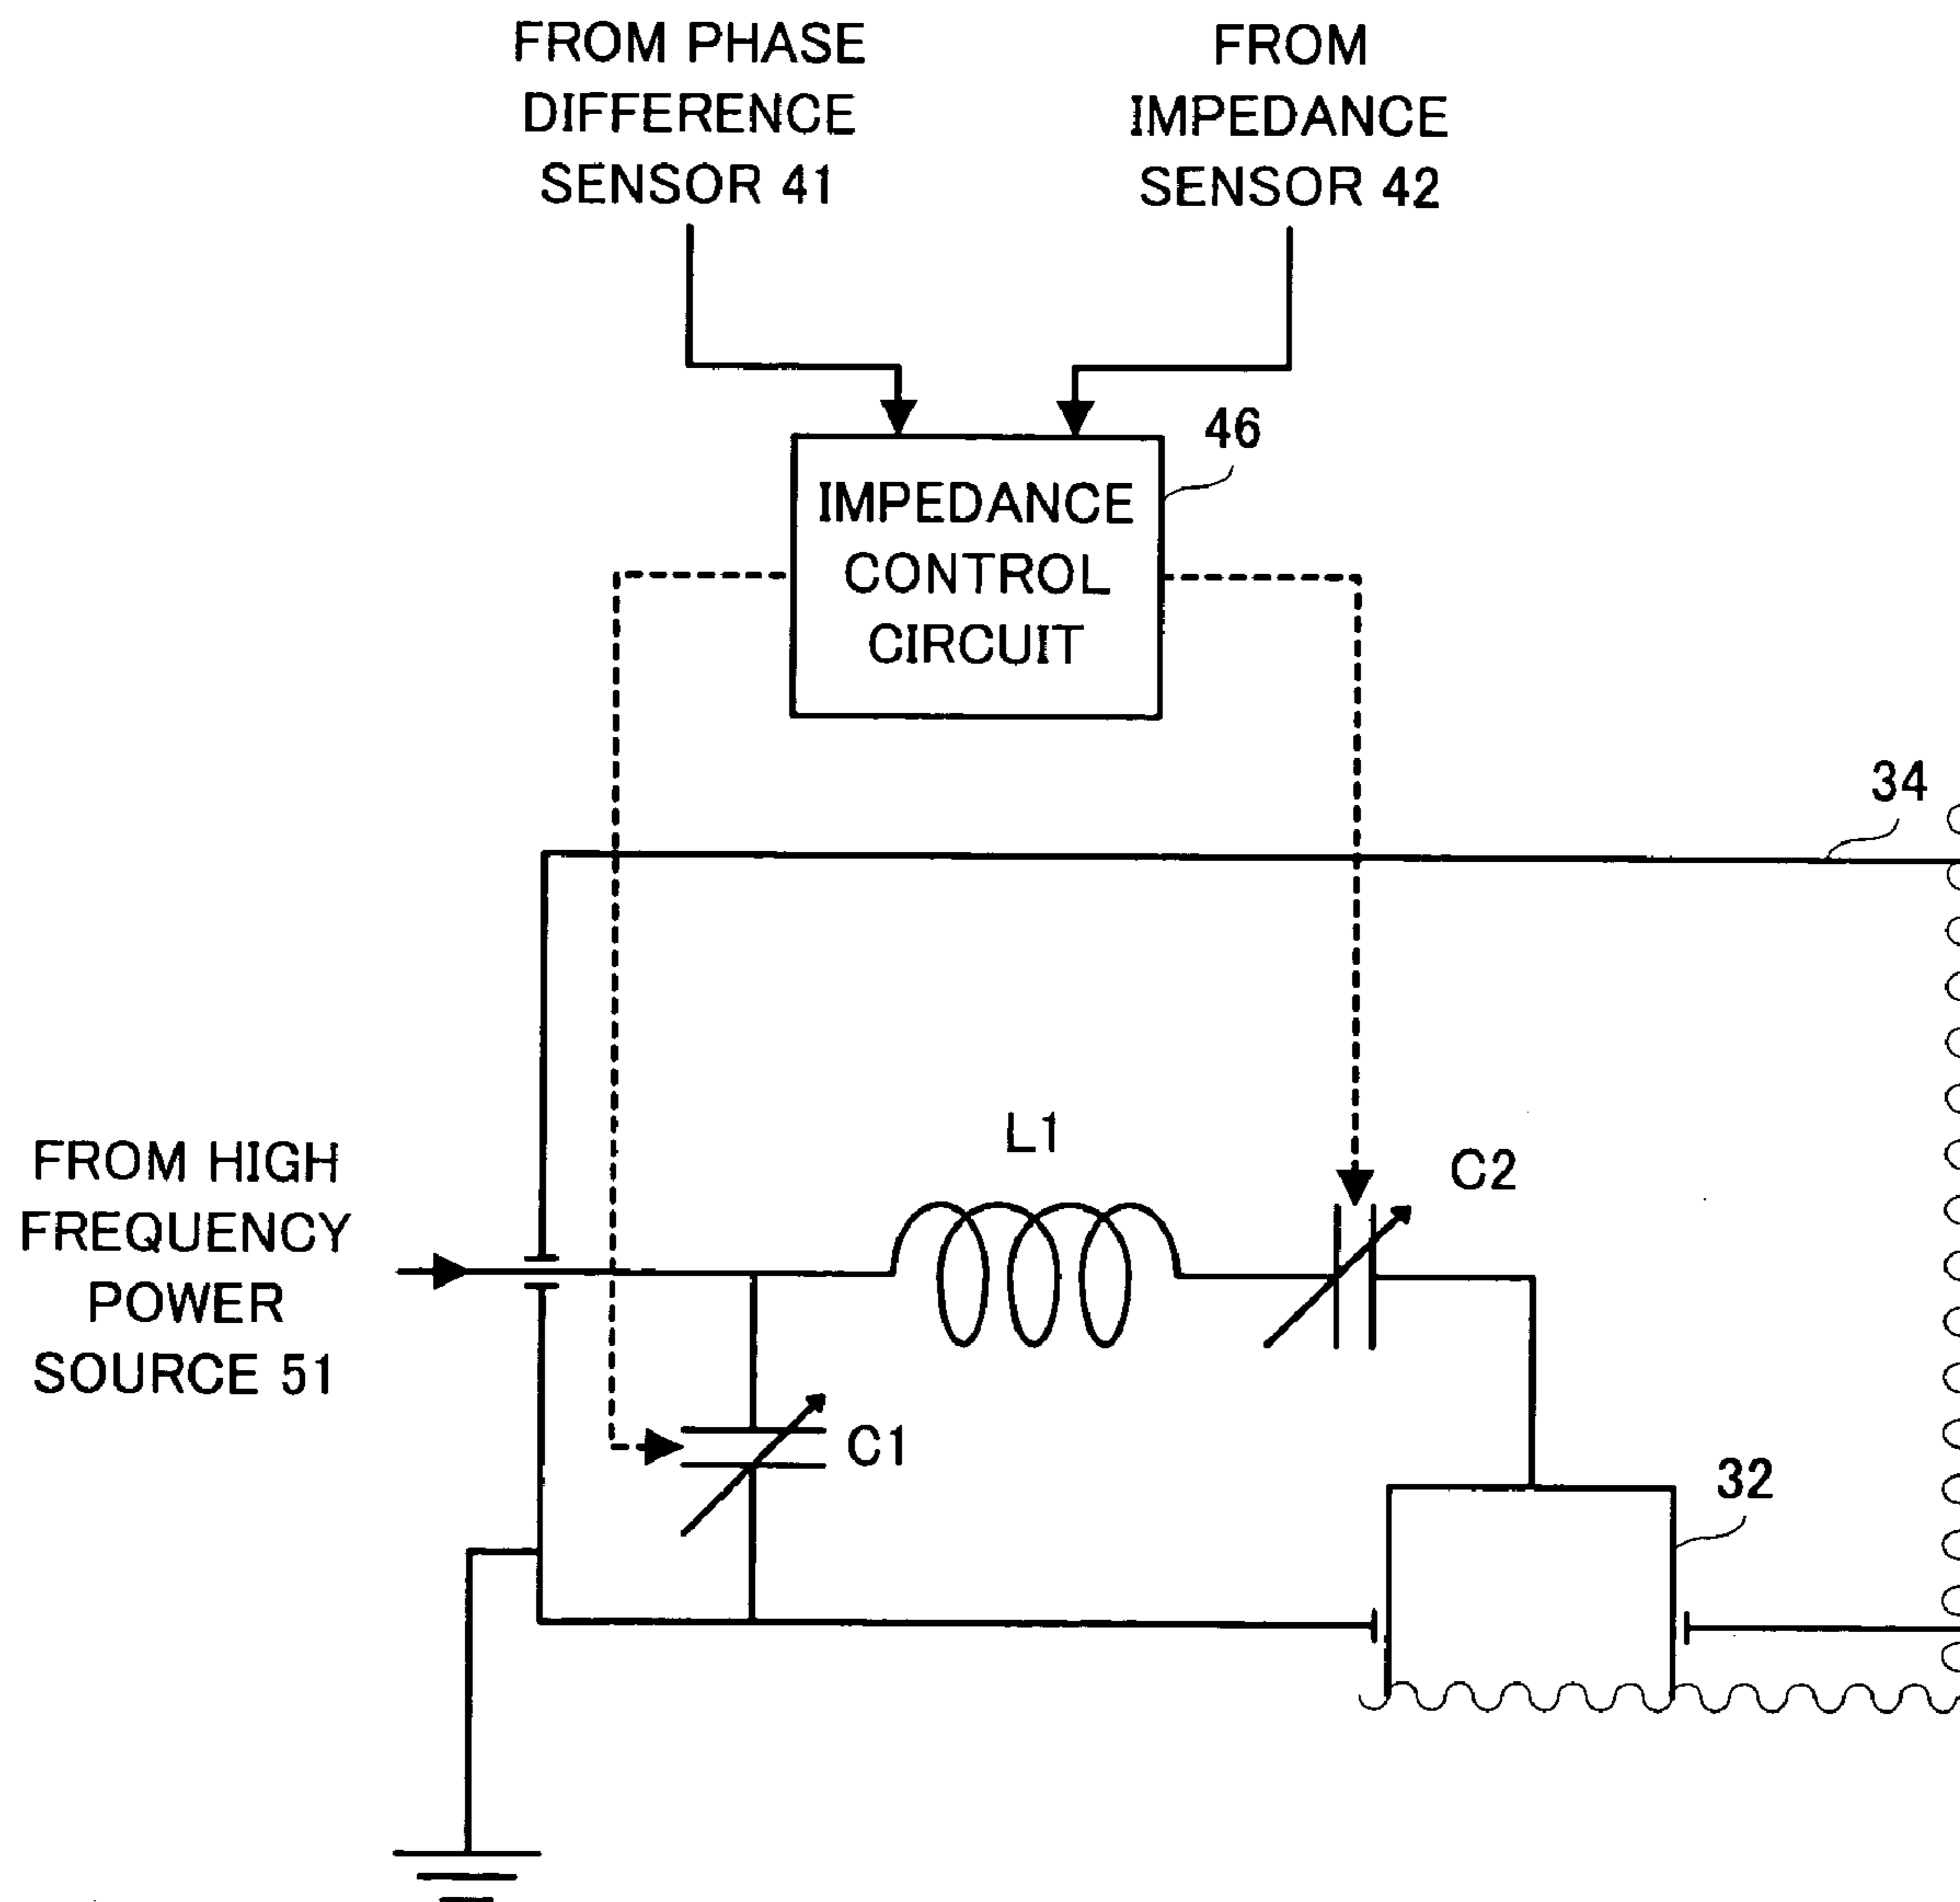 FROM PHASE
DIFFERENCE
SENSOR 41
FROM
IMPEDANCE
SENSOR 42
46
IMPEDANCE
CONTROL
CIRCUIT
34
L1
C2
FROM HIGH
FREQUENCY
POWER
SOURCE 51
C1
32